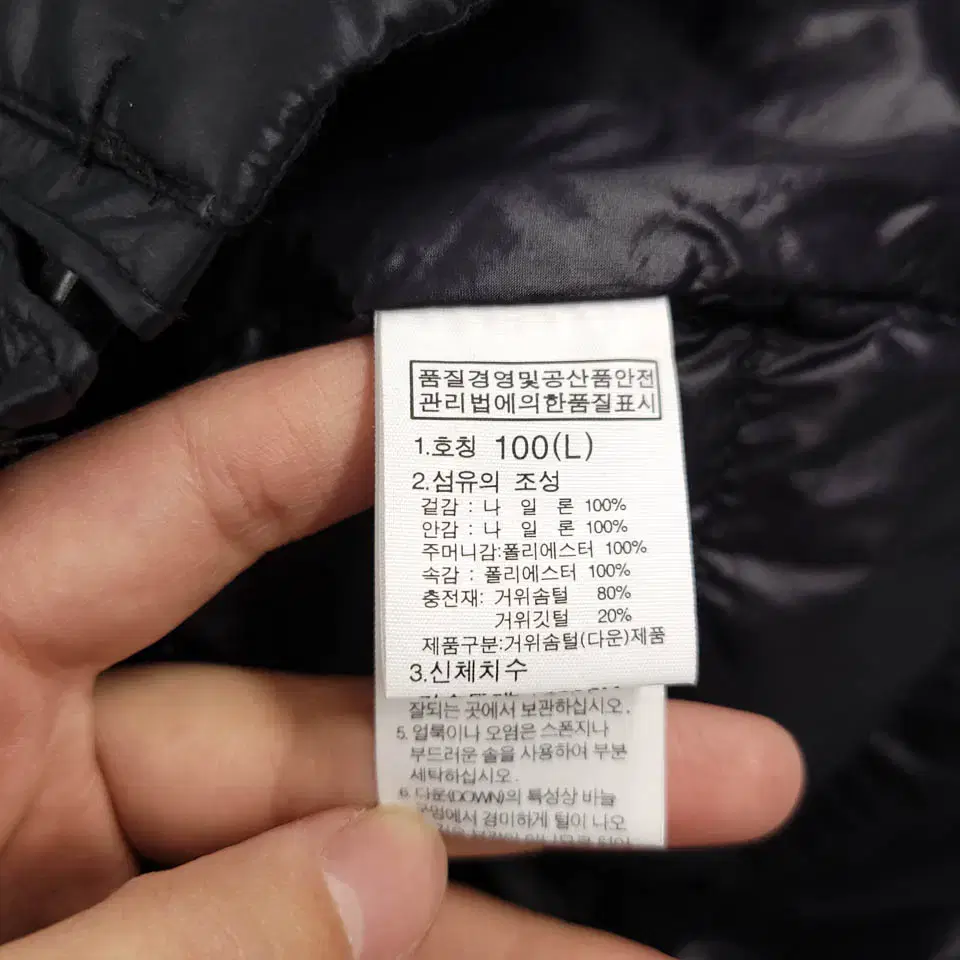 품질경영및공산품안전
관리법에의한품질표시
1.호칭 100(L)
2.섬유의 조성
겉감 : 나 일 론 100%
안감 : 나 일 론 100%
주머니감:폴리에스터 100%
속감 : 폴리에스터 100%
충전재: 거위솜털 80%
거위깃털 20%
제품구분:거위솜털(다운)제품
3.신체치수
잘되는 곳에서 보관하십시오.
5. 얼룩이나 오염은 스폰지나
부드러운 솔을 사용하여 부분
세탁하십시오.
6. 다운(DOWN)의 특성상 바늘
구멍에서 경미하게 털이 나오